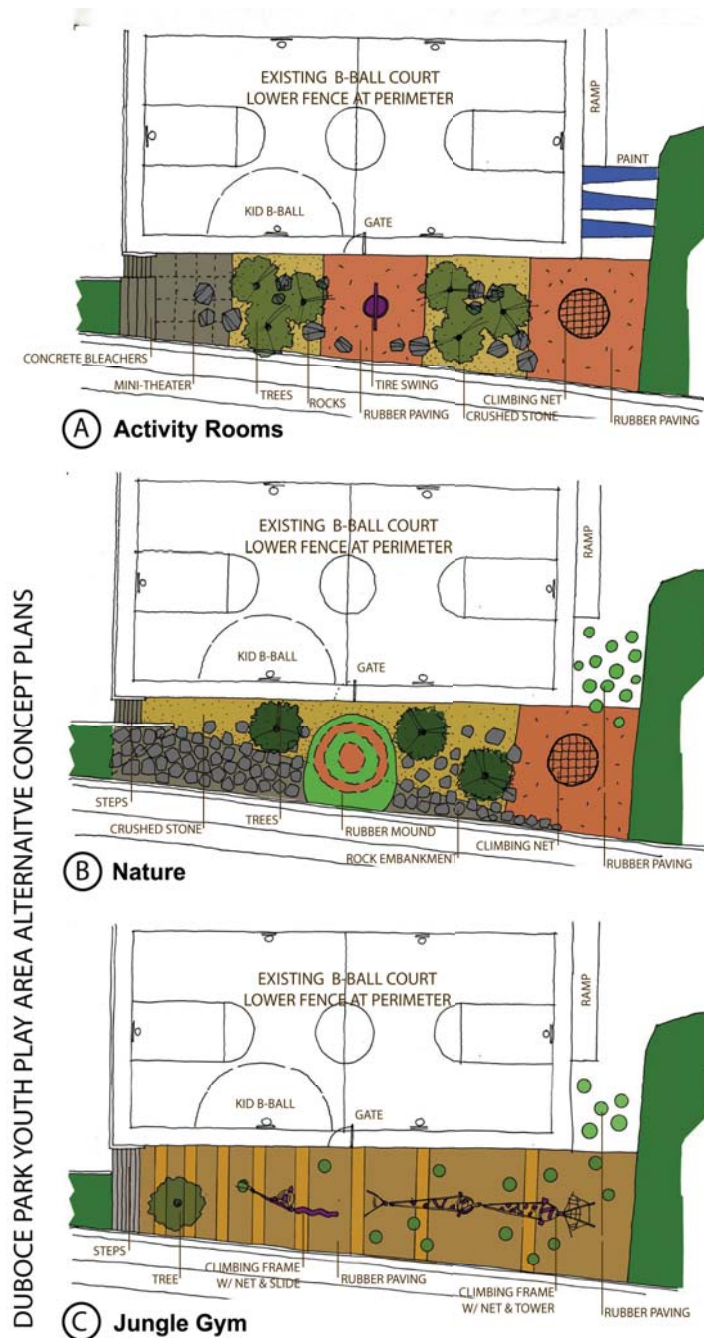 DUBOCE PARK YOUTH PLAY AREA ALTERNAITVE CONCEPT PLANS
EXISTING B-BALL COURT
LOWER FENCE AT PERIMETER
RAMP
PAINT
KID B-BALL
GATE
CONCRETE BLEACHERS
MINI-THEATER
TREES
ROCKS
RUBBER PAVING
TIRE SWING
CLIMBING NET
CRUSHED STONE
RUBBER PAVING
A Activity Rooms
EXISTING B-BALL COURT
LOWER FENCE AT PERIMETER
RAMP
KID B-BALL
GATE
STEPS
CRUSHED STONE
TREES
RUBBER MOUND
ROCK EMBANKMENT
CLIMBING NET
RUBBER PAVING
B Nature
EXISTING B-BALL COURT
LOWER FENCE AT PERIMETER
RAMP
KID B-BALL
GATE
STEPS
TREE
CLIMBING FRAME
W/ NET & SLIDE
RUBBER PAVING
CLIMBING FRAME
W/ NET & TOWER
RUBBER PAVING
C Jungle Gym